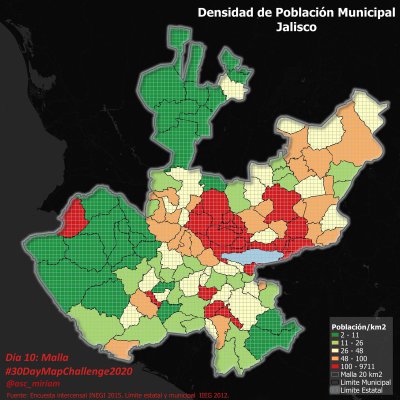 Densidad de Población Municipal
Jalisco
Población/km2
2 - 11
11 - 26
26 - 48
48 - 100
100 - 9711
Malla 20 km2
Límite Municipal
Límite Estatal
Día 10: Malla
#30DayMapChallenge2020
@asc_miriam
Fuente: Encuesta intercensal INEGI 2015. Límite estatal y municipal IIEG 2012.